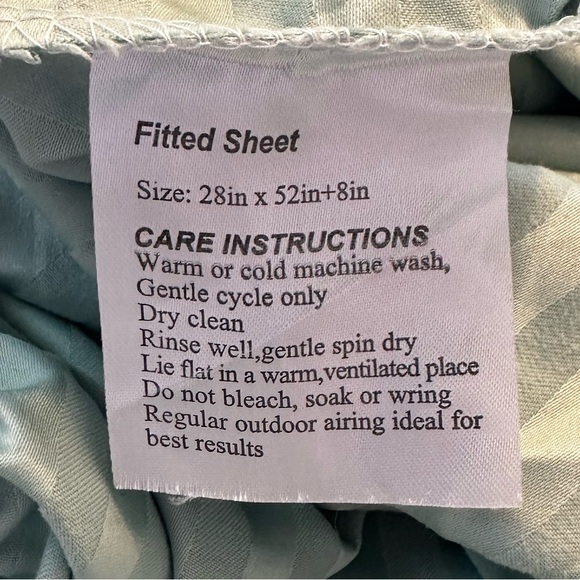 Fitted Sheet
Size: 28in x 52in+8in
CARE INSTRUCTIONS
Warm or cold machine wash,
Gentle cycle only
Dry clean
Rinse well,gentle spin dry
Lie flat in a warm,ventilated place
Do not bleach, soak or wring
Regular outdoor airing ideal for
best results